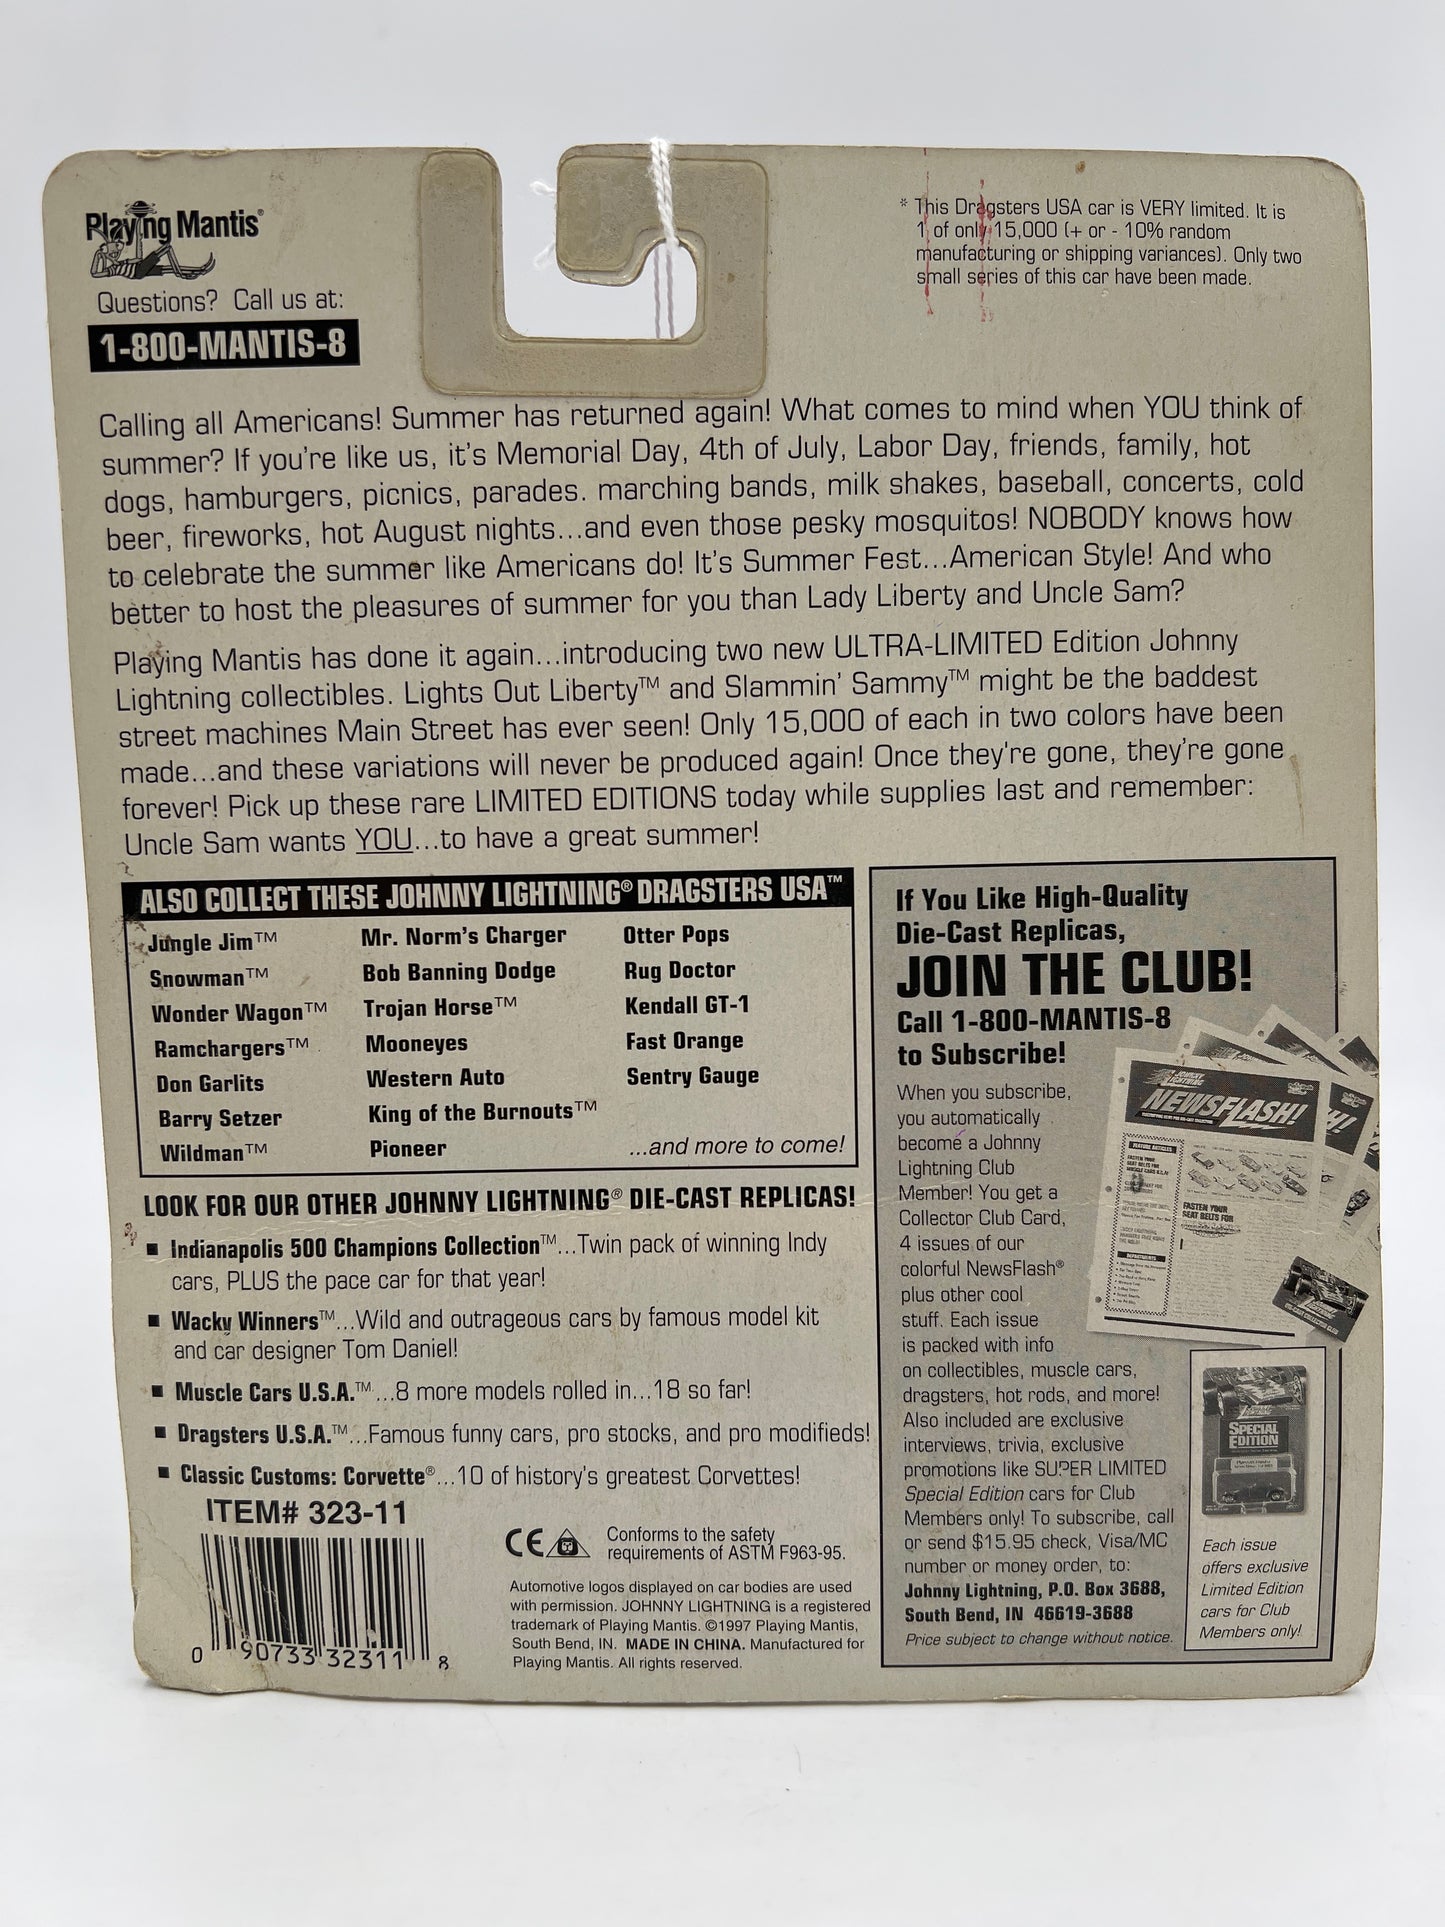 Playing Mantis®
Questions? Call us at:
1-800-MANTIS-8
* This Dragsters USA car is VERY limited. It is
1 of only 15,000 (+ or - 10% random
manufacturing or shipping variances). Only two
small series of this car have been made.
Calling all Americans! Summer has returned again! What comes to mind when YOU think of
summer? If you're like us, it's Memorial Day, 4th of July, Labor Day, friends, family, hot
dogs, hamburgers, picnics, parades. marching bands, milk shakes, baseball, concerts, cold
beer, fireworks, hot August nights...and even those pesky mosquitos! NOBODY knows how
to celebrate the summer like Americans do! It's Summer Fest...American Style! And who
better to host the pleasures of summer for you than Lady Liberty and Uncle Sam?
Playing Mantis has done it again...introducing two new ULTRA-LIMITED Edition Johnny
Lightning collectibles. Lights Out Liberty™ and Slammin' Sammy™ might be the baddest
street machines Main Street has ever seen! Only 15,000 of each in two colors have been
made...and these variations will never be produced again! Once they're gone, they're gone
forever! Pick up these rare LIMITED EDITIONS today while supplies last and remember:
Uncle Sam wants YOU...to have a great summer!
ALSO COLLECT THESE JOHNNY LIGHTNING® DRAGSTERS USA™
Jungle Jim™
Snowman™
Wonder Wagon™
Ramchargers™
Don Garlits
Barry Setzer
Wildman™
Mr. Norm's Charger
Bob Banning Dodge
Trojan Horse™
Mooneyes
Western Auto
King of the Burnouts™
Pioneer
Otter Pops
Rug Doctor
Kendall GT-1
Fast Orange
Sentry Gauge
...and more to come!
LOOK FOR OUR OTHER JOHNNY LIGHTNING® DIE-CAST REPLICAS!
■ Indianapolis 500 Champions Collection™...Twin pack of winning Indy
cars, PLUS the pace car for that year!
■ Wacky Winners™...Wild and outrageous cars by famous model kit
and car designer Tom Daniel!
■ Muscle Cars U.S.A.™...8 more models rolled in...18 so far!
■ Dragsters U.S.A.™...Famous funny cars, pro stocks, and pro modifieds!
■ Classic Customs: Corvette®...10 of history's greatest Corvettes!
ITEM# 323-11
0 90733 32311 8
CE
Conforms to the safety
requirements of ASTM F963-95.
Automotive logos displayed on car bodies are used
with permission. JOHNNY LIGHTNING is a registered
trademark of Playing Mantis. ©1997 Playing Mantis,
South Bend, IN. MADE IN CHINA. Manufactured for
Playing Mantis. All rights reserved.
If You Like High-Quality
Die-Cast Replicas,
JOIN THE CLUB!
Call 1-800-MANTIS-8
to Subscribe!
When you subscribe,
you automatically
become a Johnny
Lightning Club
Member! You get a
Collector Club Card,
4 issues of our
colorful NewsFlash®
plus other cool
stuff. Each issue
is packed with info
on collectibles, muscle cars,
dragsters, hot rods, and more!
Also included are exclusive
interviews, trivia, exclusive
promotions like SUPER LIMITED
Special Edition cars for Club
Members only! To subscribe, call
or send $15.95 check, Visa/MC
number or money order, to:
Johnny Lightning, P.O. Box 3688,
South Bend, IN 46619-3688
Price subject to change without notice.
JOHNNY
LIGHTNING
NEWSFLASH!
H!
FEATURE ARTICLES
FASTEN YOUR
SEAT BELTS FOR
FASTEN YOUR
SEAT BELTS FOR
DEPARTMENTS
SPECIAL
EDITION
Each issue
offers exclusive
Limited Edition
cars for Club
Members only!